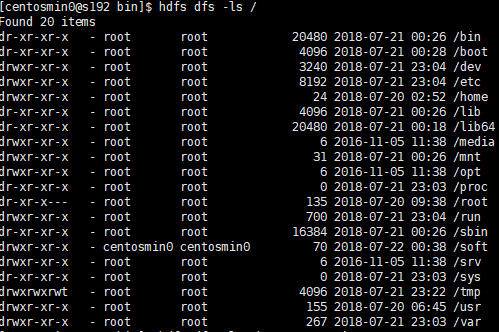 [centosmin0@s192 bin]$ hdfs dfs -ls /
Found 20 items
dr-xr-xr-x - root root 20480 2018-07-21 00:26 /bin
dr-xr-xr-x - root root 4096 2018-07-21 00:28 /boot
drwxr-xr-x - root root 3240 2018-07-21 23:04 /dev
drwxr-xr-x - root root 8192 2018-07-21 23:04 /etc
drwxr-xr-x - root root 24 2018-07-20 02:52 /home
dr-xr-xr-x - root root 4096 2018-07-21 00:26 /lib
dr-xr-xr-x - root root 20480 2018-07-21 00:18 /lib64
drwxr-xr-x - root root 6 2016-11-05 11:38 /media
drwxr-xr-x - root root 31 2018-07-21 00:26 /mnt
drwxr-xr-x - root root 6 2016-11-05 11:38 /opt
dr-xr-xr-x - root root 0 2018-07-21 23:03 /proc
dr-xr-x--- - root root 135 2018-07-20 09:38 /root
drwxr-xr-x - root root 700 2018-07-21 23:04 /run
dr-xr-xr-x - root root 16384 2018-07-21 00:26 /sbin
drwxr-xr-x - centosmin0 centosmin0 70 2018-07-22 00:38 /soft
drwxr-xr-x - root root 6 2016-11-05 11:38 /srv
dr-xr-xr-x - root root 0 2018-07-21 23:03 /sys
drwxrwxrwt - root root 4096 2018-07-21 23:22 /tmp
drwxr-xr-x - root root 155 2018-07-20 06:45 /usr
drwxr-xr-x - root root 267 2018-07-21 23:03 /var